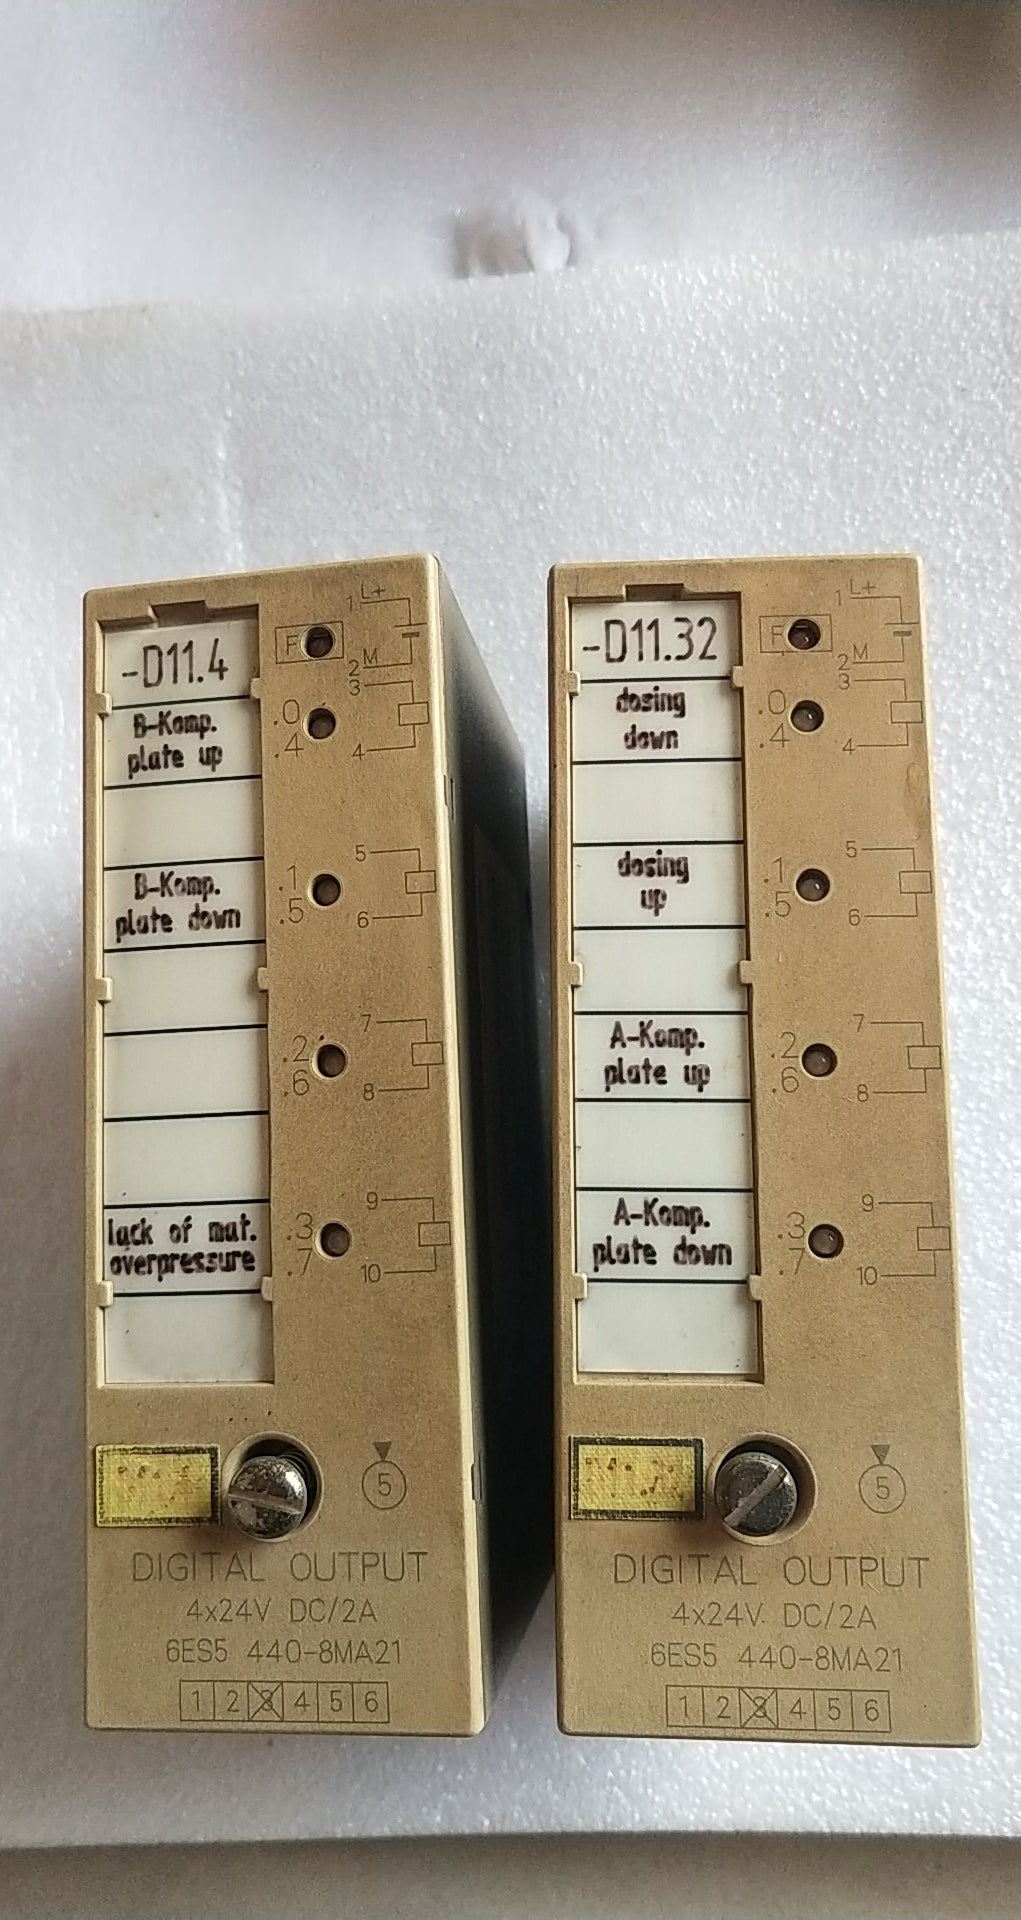 -D11.4
B-Komp.
plate up
B-Komp.
plate down
lack of mat.
overpressure
F
1 L+
2 M
.0
.4
3
4
.1
.5
5
6
.2
.6
7
8
.3
.7
9
10
5
DIGITAL OUTPUT
4x24V DC/2A
6ES5 440-8MA21
1 2 3 4 5 6
-D11.32
dosing
down
dosing
up
A-Komp.
plate up
A-Komp.
plate down
F
1 L+
2 M
.0
.4
3
4
.1
.5
5
6
.2
.6
7
8
.3
.7
9
10
5
DIGITAL OUTPUT
4x24V DC/2A
6ES5 440-8MA21
1 2 3 4 5 6